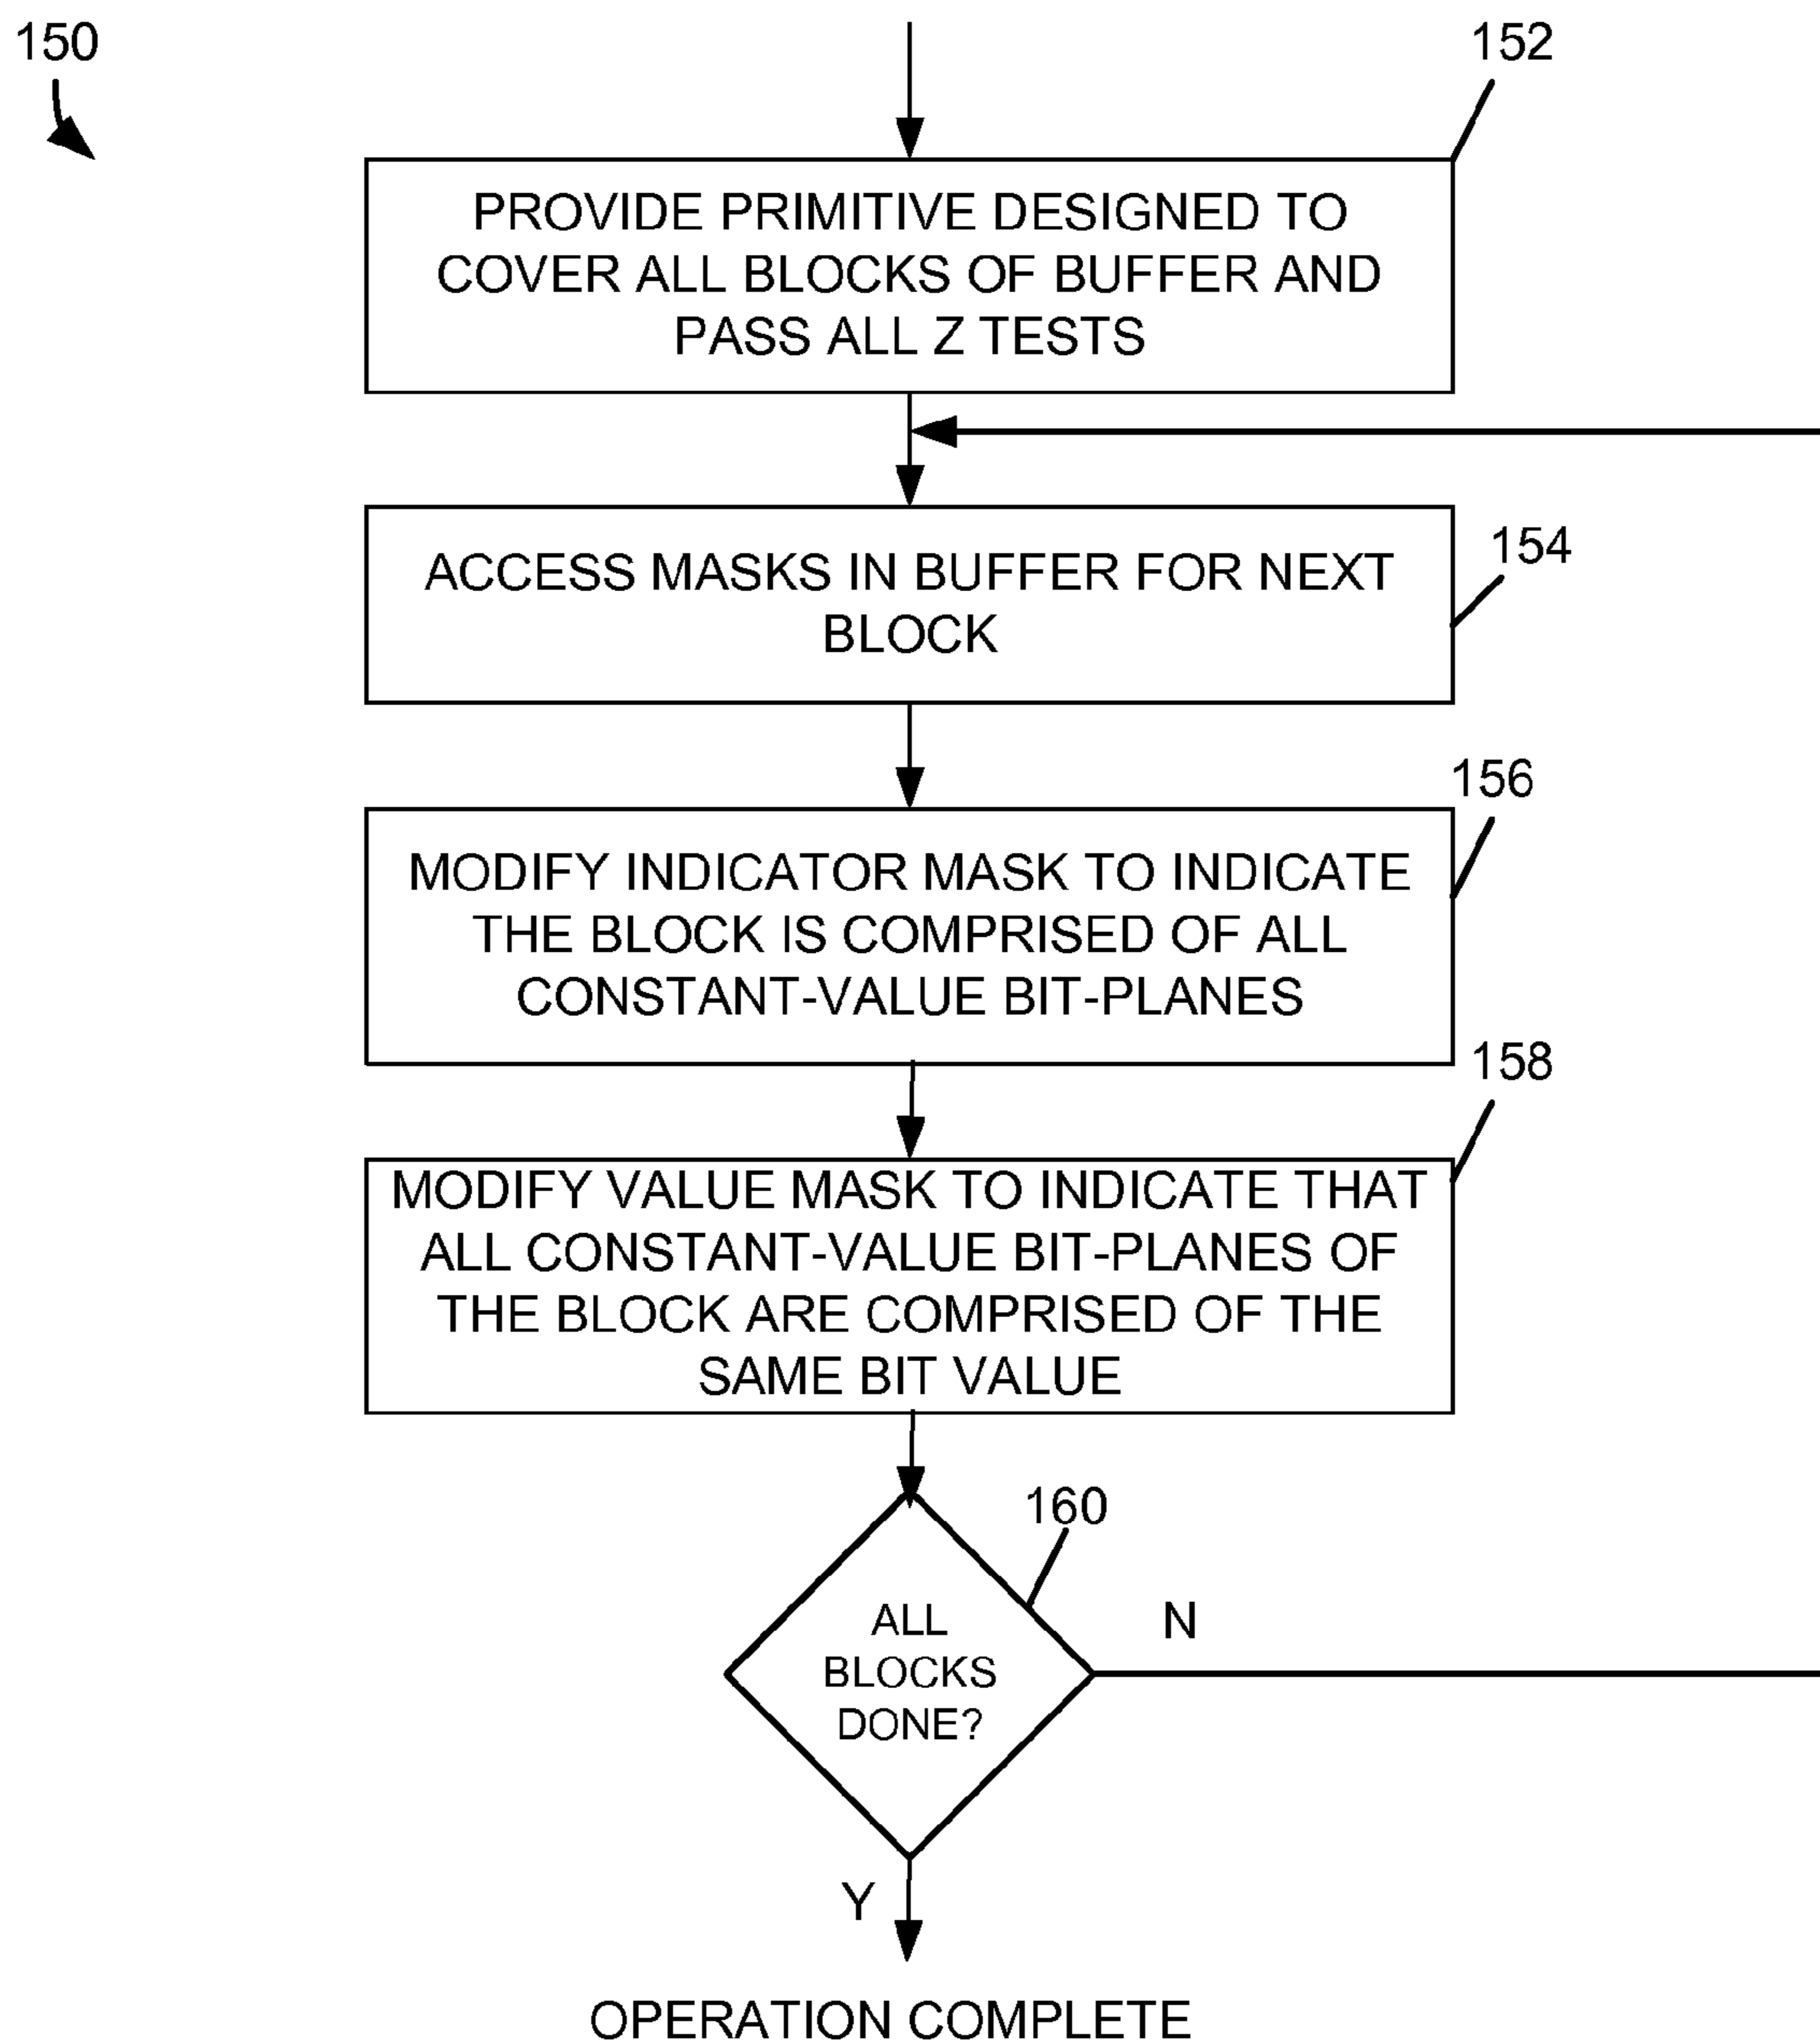 150
152
PROVIDE PRIMITIVE DESIGNED TO
COVER ALL BLOCKS OF BUFFER AND
PASS ALL Z TESTS
154
ACCESS MASKS IN BUFFER FOR NEXT
BLOCK
156
MODIFY INDICATOR MASK TO INDICATE
THE BLOCK IS COMPRISED OF ALL
CONSTANT-VALUE BIT-PLANES
158
MODIFY VALUE MASK TO INDICATE THAT
ALL CONSTANT-VALUE BIT-PLANES OF
THE BLOCK ARE COMPRISED OF THE
SAME BIT VALUE
160
ALL
BLOCKS
DONE?
N
Y
OPERATION COMPLETE